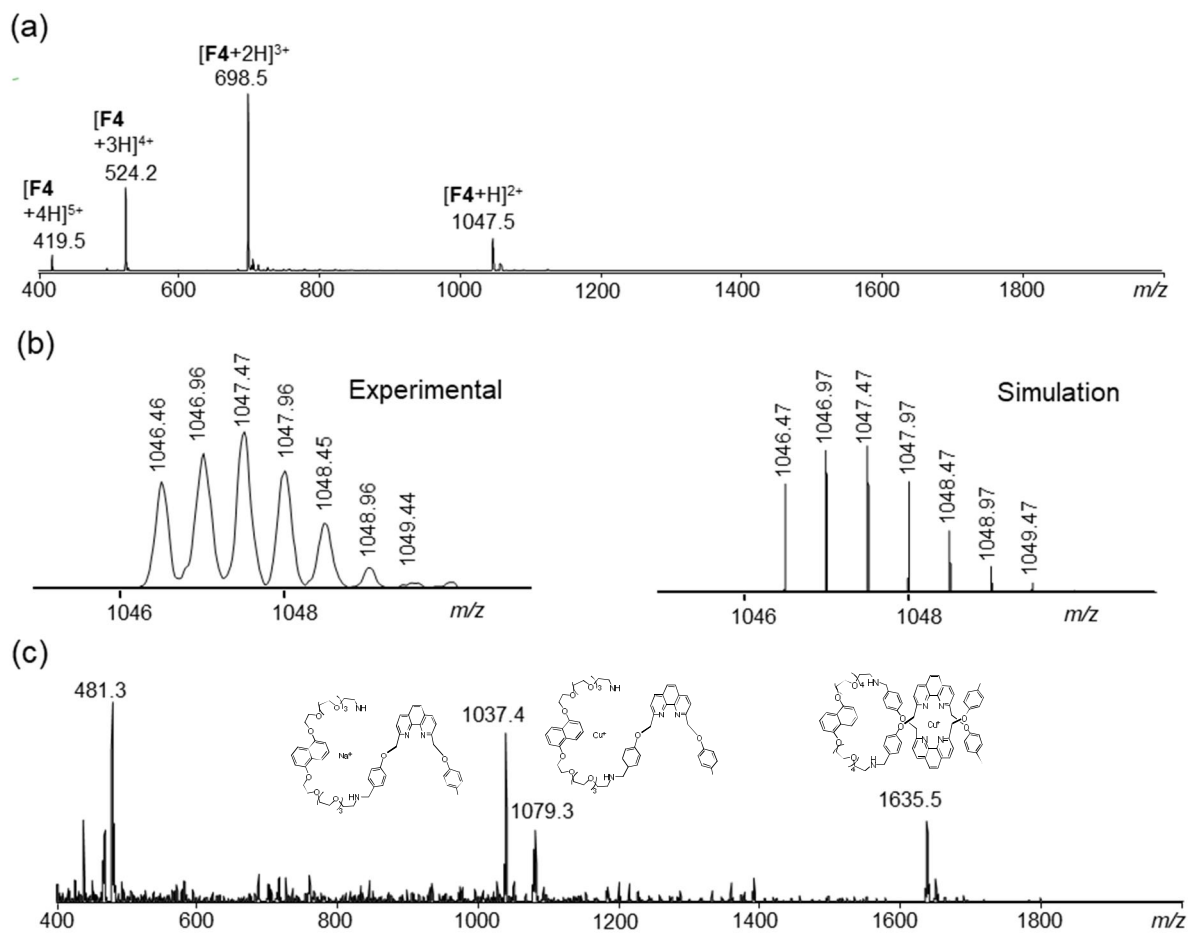 (a)
[F4+2H]3+
698.5
[F4
+3H]4+
524.2
[F4
+4H]5+
419.5
[F4+H]2+
1047.5
400 600 800 1000 1200 1400 1600 1800 m/z
(b)
Experimental
1046.46 1046.96 1047.47 1047.96 1048.45 1048.96 1049.44
1046 1048 m/z
Simulation
1046.47 1046.97 1047.47 1047.97 1048.47 1048.97 1049.47
1046 1048 m/z
(c)
481.3
1037.4
1079.3
1635.5
Na+
Cu+
Cu+
400 600 800 1000 1200 1400 1600 1800 m/z